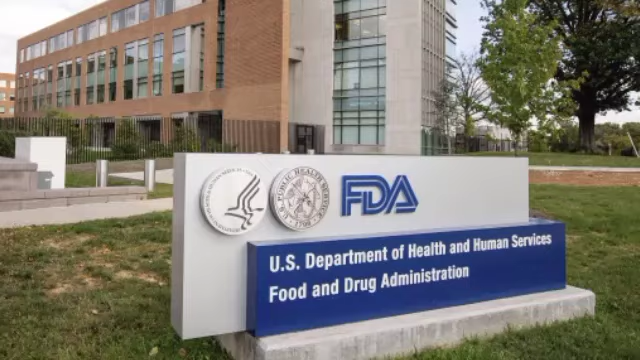 FDA
U.S. Department of Health and Human Services
Food and Drug Administration